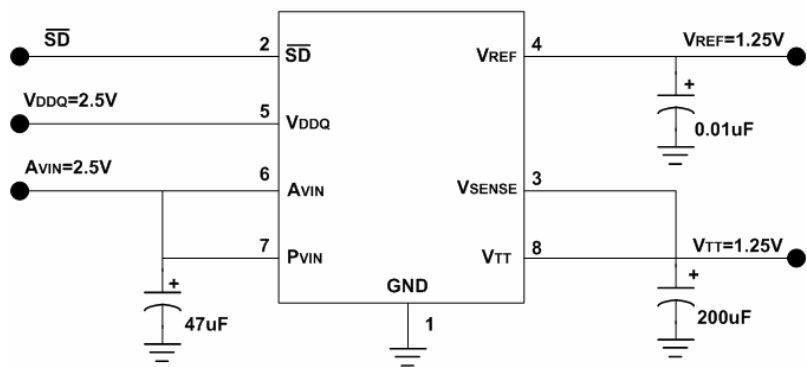 SD 2 SD VREF 4 VREF=1.25V
+
VDDQ=2.5V 5 VDDQ 0.01uF
AVIN=2.5V 6 AVIN VSENSE 3
7 PVIN VTT 8 VTT=1.25V
+ GND +
47uF 1 200uF